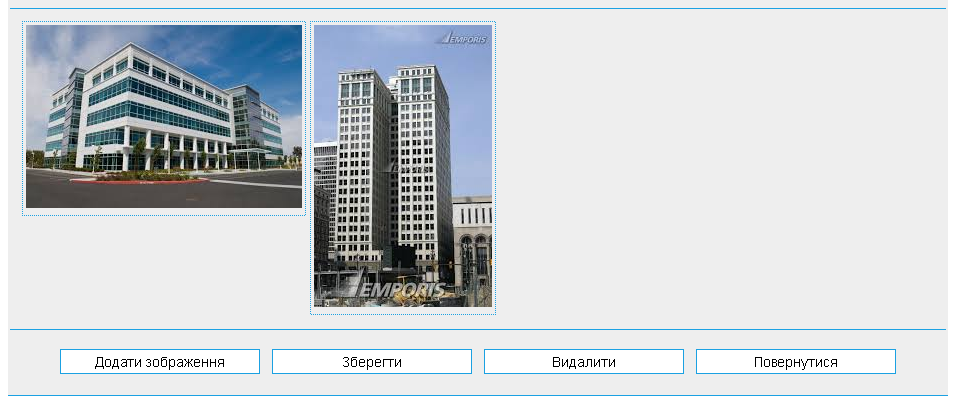 EMPORIS
EMPORIS
Додати зображення
Зберегти
Видалити
Повернутися